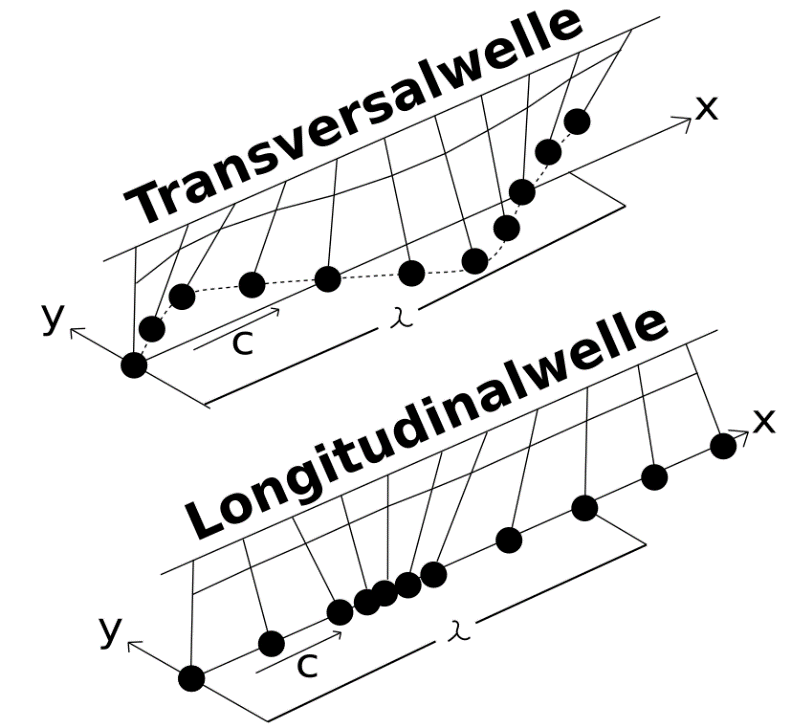 Transversalwelle
x
y
c
λ
Longitudinalwelle
x
y
c
λ